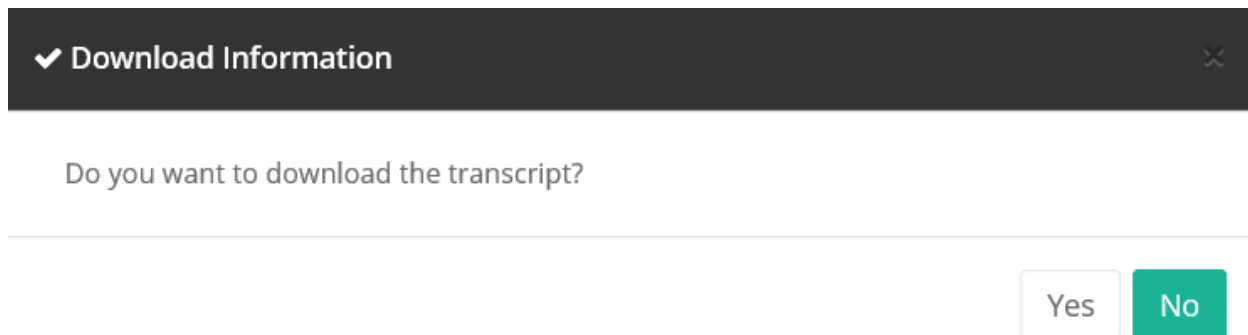 Download Information
Do you want to download the transcript?
Yes No